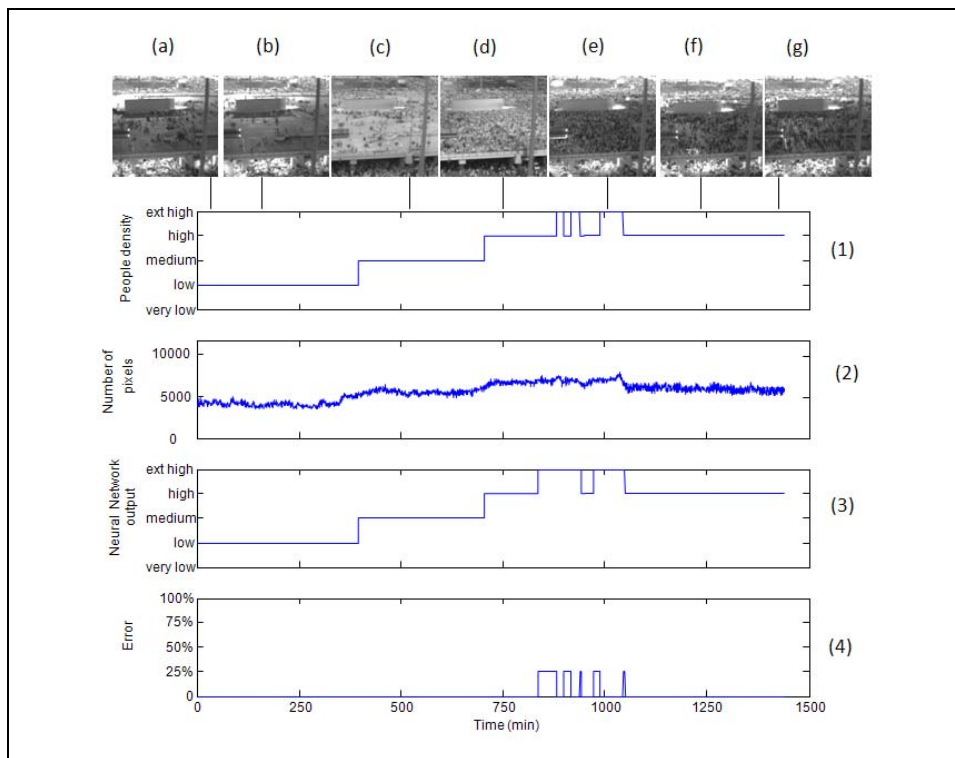 (a) (b) (c) (d) (e) (f) (g)
People density
ext high
high
medium
low
very low
(1)
Number of
pixels
10000
5000
0
(2)
Neural Network
output
ext high
high
medium
low
very low
(3)
Error
100%
75%
50%
25%
0
(4)
0 250 500 750 1000 1250 1500
Time (min)